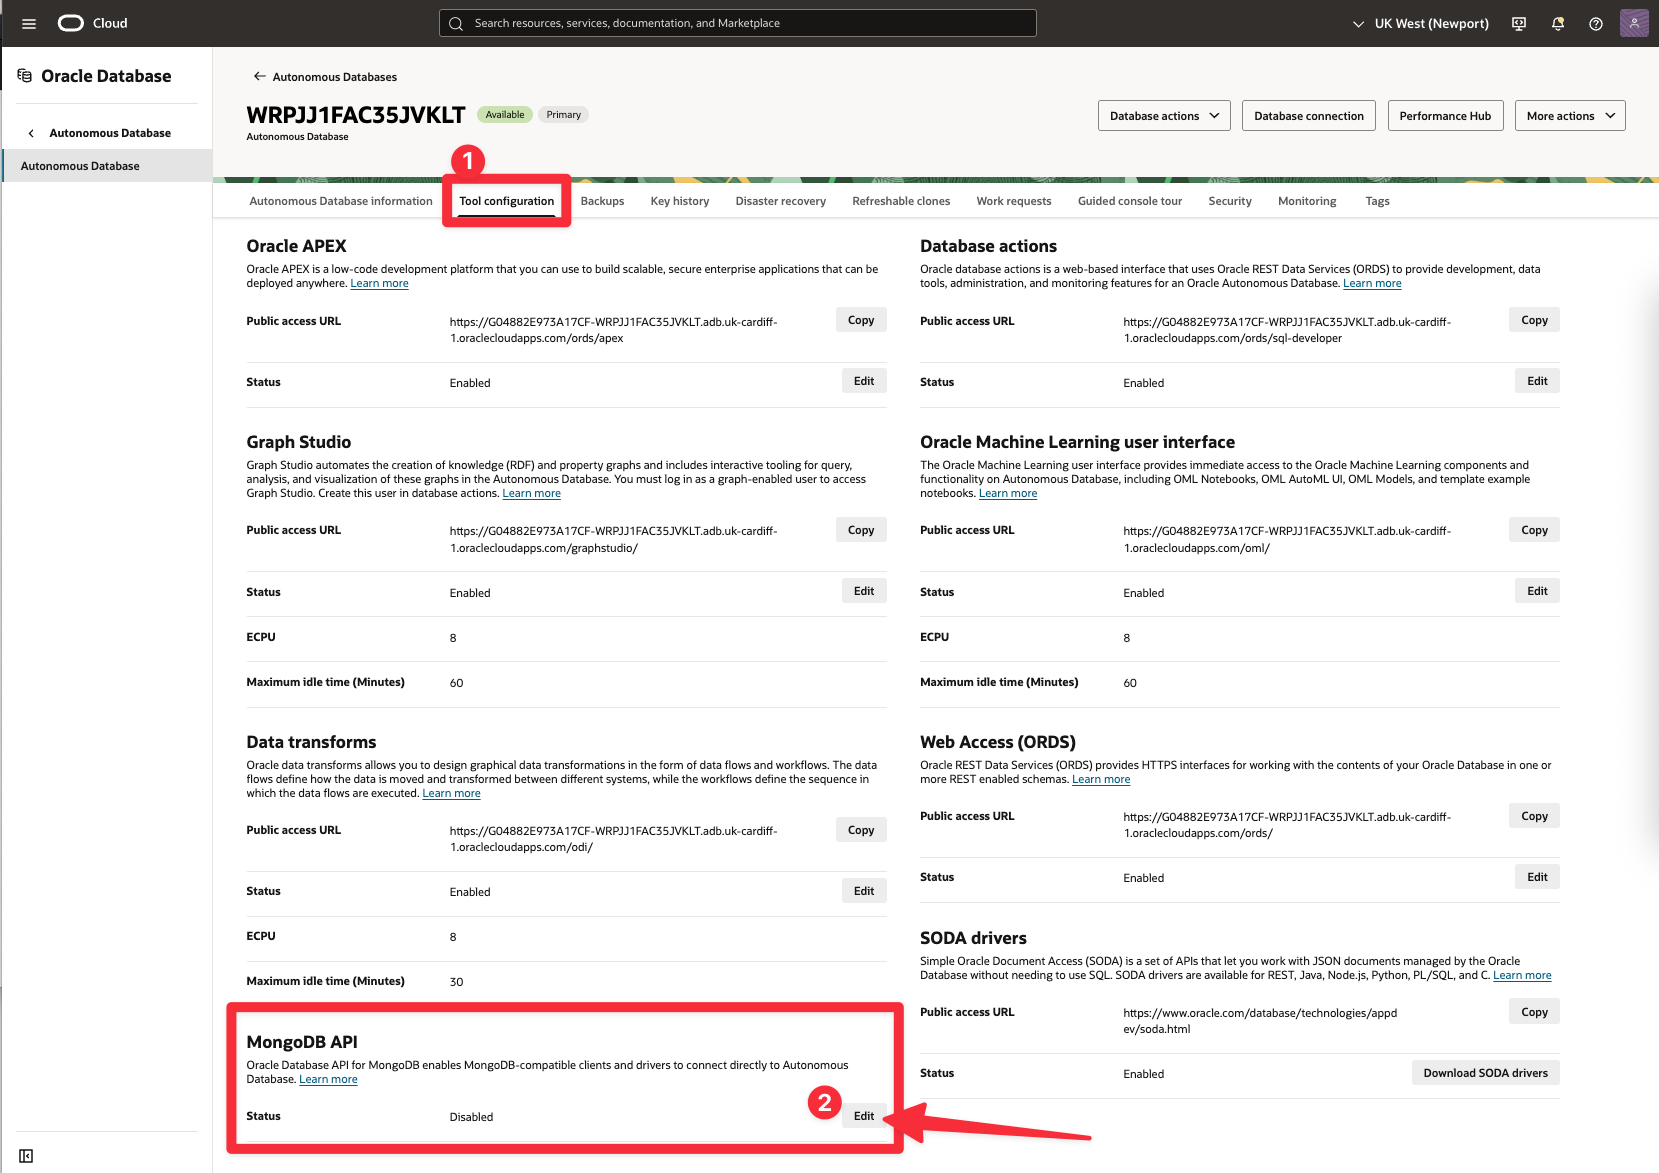 Cloud
Search resources, services, documentation, and Marketplace
UK West (Newport)
Oracle Database
Autonomous Database
Autonomous Database
Autonomous Databases
WRPJJ1FAC35JVKLT
Available
Primary
Autonomous Database
Database actions
Database connection
Performance Hub
More actions
1
Autonomous Database information
Tool configuration
Backups
Key history
Disaster recovery
Refreshable clones
Work requests
Guided console tour
Security
Monitoring
Tags
Oracle APEX
Oracle APEX is a low-code development platform that you can use to build scalable, secure enterprise applications that can be
deployed anywhere. Learn more
Public access URL
https://G04882E973A17CF-WRPJJ1FAC35JVKLT.adb.uk-cardiff-
1.oraclecloudapps.com/ords/apex
Copy
Status
Enabled
Edit
Graph Studio
Graph Studio automates the creation of knowledge (RDF) and property graphs and includes interactive tooling for query,
analysis, and visualization of these graphs in the Autonomous Database. You must log in as a graph-enabled user to access
Graph Studio. Create this user in database actions. Learn more
Public access URL
https://G04882E973A17CF-WRPJJ1FAC35JVKLT.adb.uk-cardiff-
1.oraclecloudapps.com/graphstudio/
Copy
Status
Enabled
Edit
ECPU
8
Maximum idle time (Minutes)
60
Data transforms
Oracle data transforms allows you to design graphical data transformations in the form of data flows and workflows. The data
flows define how the data is moved and transformed between different systems, while the workflows define the sequence in
which the data flows are executed. Learn more
Public access URL
https://G04882E973A17CF-WRPJJ1FAC35JVKLT.adb.uk-cardiff-
1.oraclecloudapps.com/odi/
Copy
Status
Enabled
Edit
ECPU
8
Maximum idle time (Minutes)
30
MongoDB API
Oracle Database API for MongoDB enables MongoDB-compatible clients and drivers to connect directly to Autonomous
Database. Learn more
Status
Disabled
2
Edit
Database actions
Oracle database actions is a web-based interface that uses Oracle REST Data Services (ORDS) to provide development, data
tools, administration, and monitoring features for an Oracle Autonomous Database. Learn more
Public access URL
https://G04882E973A17CF-WRPJJ1FAC35JVKLT.adb.uk-cardiff-
1.oraclecloudapps.com/ords/sql-developer
Copy
Status
Enabled
Edit
Oracle Machine Learning user interface
The Oracle Machine Learning user interface provides immediate access to the Oracle Machine Learning components and
functionality on Autonomous Database, including OML Notebooks, OML AutoML UI, OML Models, and template example
notebooks. Learn more
Public access URL
https://G04882E973A17CF-WRPJJ1FAC35JVKLT.adb.uk-cardiff-
1.oraclecloudapps.com/oml/
Copy
Status
Enabled
Edit
ECPU
8
Maximum idle time (Minutes)
60
Web Access (ORDS)
Oracle REST Data Services (ORDS) provides HTTPS interfaces for working with the contents of your Oracle Database in one or
more REST enabled schemas. Learn more
Public access URL
https://G04882E973A17CF-WRPJJ1FAC35JVKLT.adb.uk-cardiff-
1.oraclecloudapps.com/ords/
Copy
Status
Enabled
Edit
SODA drivers
Simple Oracle Document Access (SODA) is a set of APIs that let you work with JSON documents managed by the Oracle
Database without needing to use SQL. SODA drivers are available for REST, Java, Node.js, Python, PL/SQL, and C. Learn more
Public access URL
https://www.oracle.com/database/technologies/appd
ev/soda.html
Copy
Status
Enabled
Download SODA drivers